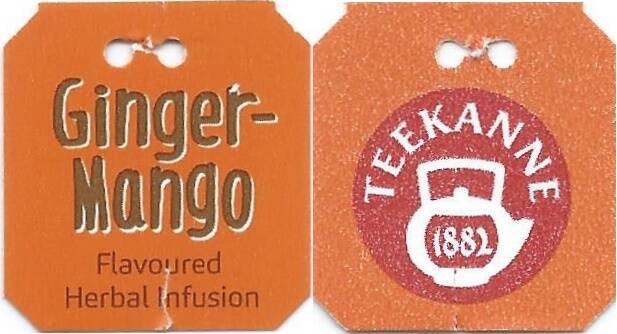 Ginger-
Mango
Flavoured
Herbal Infusion
TEEKANNE
1882